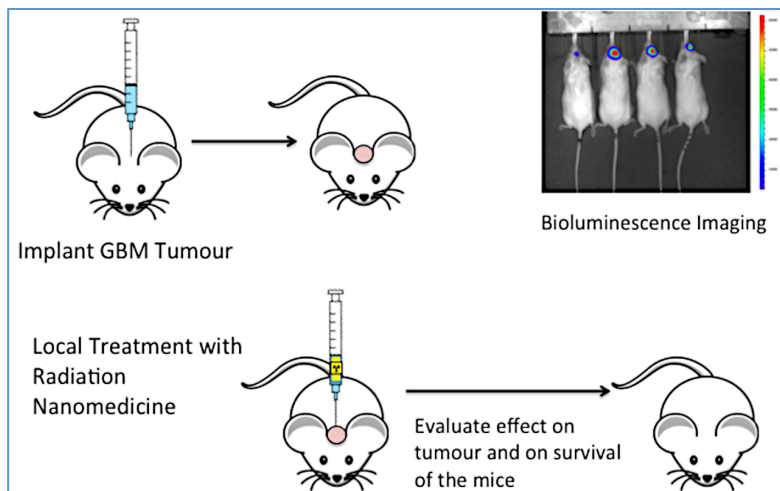 Implant GBM Tumour
Bioluminescence Imaging
Local Treatment with
Radiation
Nanomedicine
Evaluate effect on
tumour and on survival
of the mice